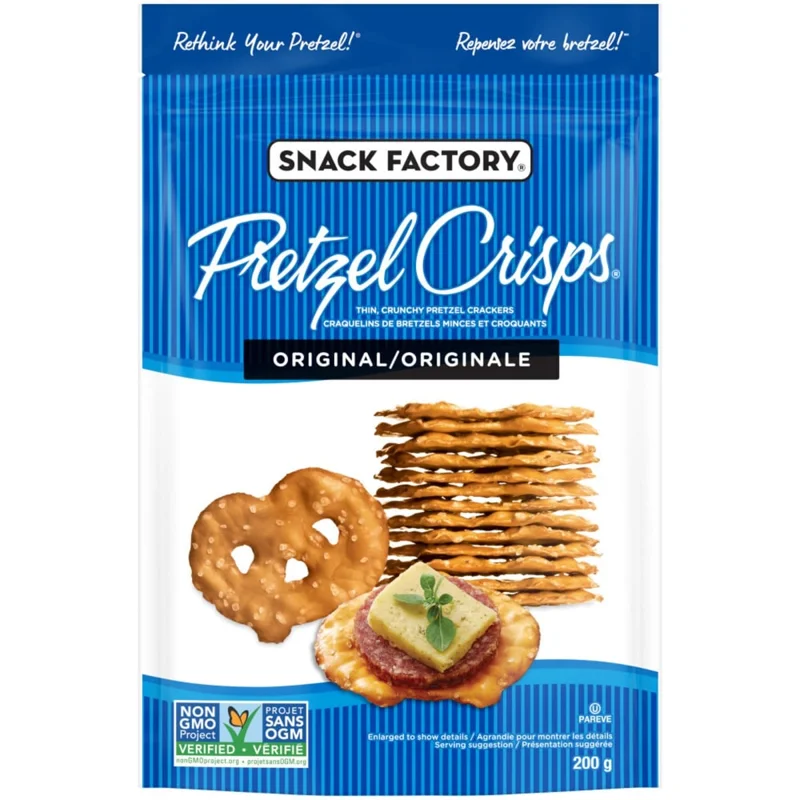 Rethink Your Pretzel!®
Repensez votre bretzel!™
SNACK FACTORY®
Pretzel Crisps®
THIN, CRUNCHY PRETZEL CRACKERS
CRAQUELINS DE BRETZELS MINCES ET CROQUANTS
ORIGINAL/ORIGINALE
NON
GMO
Project
PROJET
SANS
OGM
VERIFIED • VÉRIFIÉ
nonGMOproject.org • projetsansOGM.org
U
PAREVE
Enlarged to show details / Agrandie pour montrer les détails
Serving suggestion / Présentation suggérée
200 g